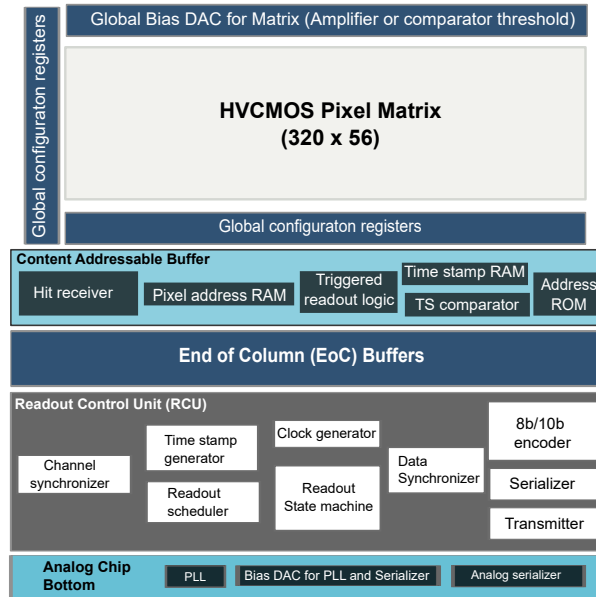 Global Bias DAC for Matrix (Amplifier or comparator threshold)
Global configuraton registers
HVCMOS Pixel Matrix
(320 x 56)
Global configuraton registers
Content Addressable Buffer
Hit receiver
Pixel address RAM
Triggered
readout logic
Time stamp RAM
TS comparator
Address
ROM
End of Column (EoC) Buffers
Readout Control Unit (RCU)
Channel
synchronizer
Time stamp
generator
Readout
scheduler
Clock generator
Readout
State machine
Data
Synchronizer
8b/10b
encoder
Serializer
Transmitter
Analog Chip
Bottom
PLL
Bias DAC for PLL and Serializer
Analog serializer